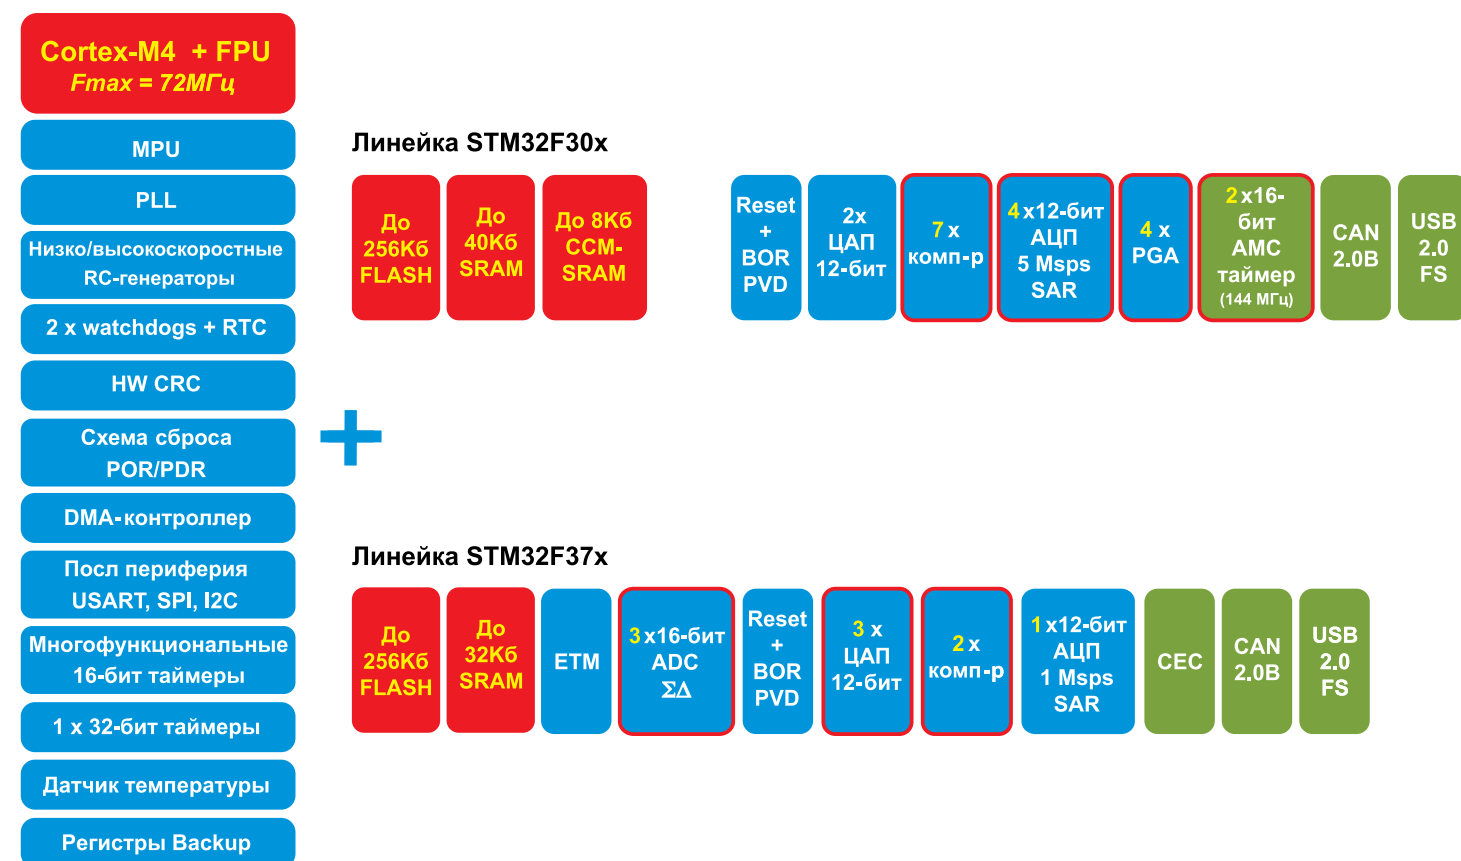 Cortex-M4 + FPU
Fmax = 72МГц
MPU
PLL
Низко/высокоскоростные
RC-генераторы
2 x watchdogs + RTC
HW CRC
Схема сброса
POR/PDR
DMA-контроллер
Посл периферия
USART, SPI, I2C
Многофункциональные
16-бит таймеры
1 x 32-бит таймеры
Датчик температуры
Регистры Backup
+
Линейка STM32F30x
До
256Кб
FLASH
До
40Кб
SRAM
До 8Кб
CCM-
SRAM
Reset
+
BOR
PVD
2x
ЦАП
12-бит
7 x
комп-р
4 x12-бит
АЦП
5 Msps
SAR
4 x
PGA
2 x16-
бит
АМС
таймер
(144 МГц)
CAN
2.0B
USB
2.0
FS
Линейка STM32F37x
До
256Кб
FLASH
До
32Кб
SRAM
ETM
3 x16-бит
ADC
ΣΔ
Reset
+
BOR
PVD
3 x
ЦАП
12-бит
2 x
комп-р
1 x12-бит
АЦП
1 Msps
SAR
CEC
CAN
2.0B
USB
2.0
FS